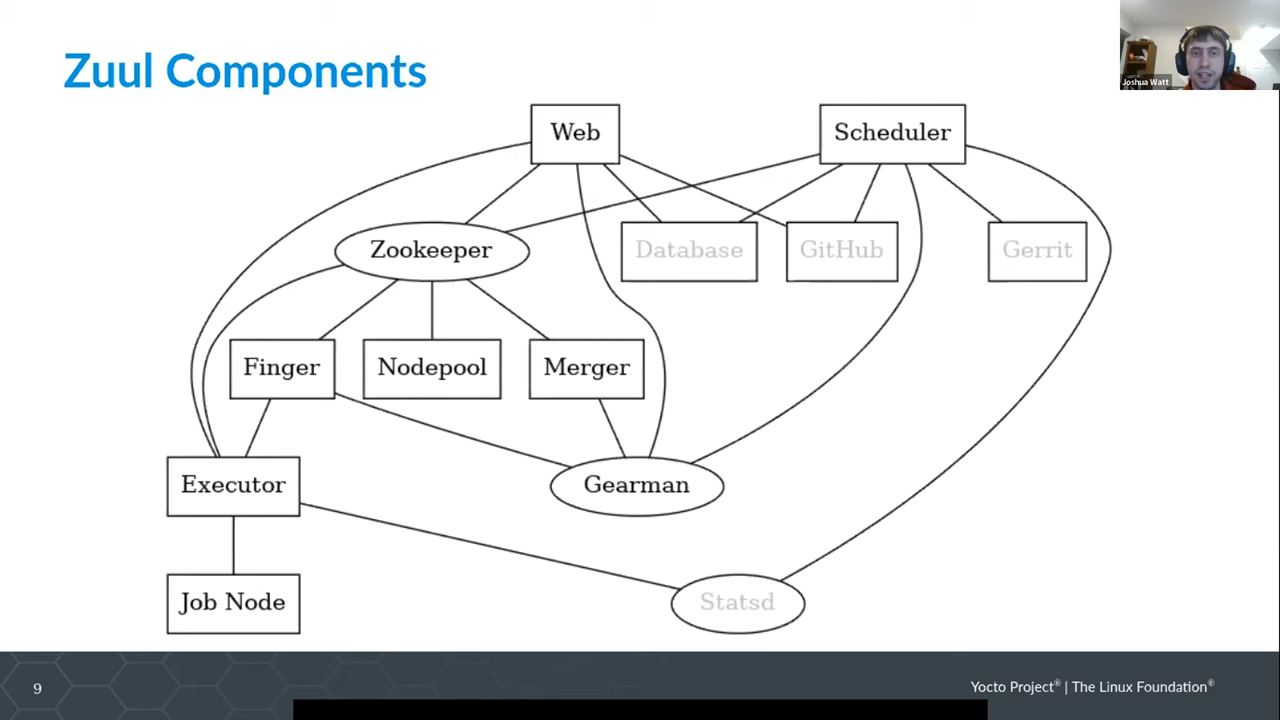 Zuul Components
Joshua Watt
Web
Scheduler
Zookeeper
Database
GitHub
Gerrit
Finger
Nodepool
Merger
Executor
Gearman
Job Node
Statsd
9
Yocto Project® | The Linux Foundation®